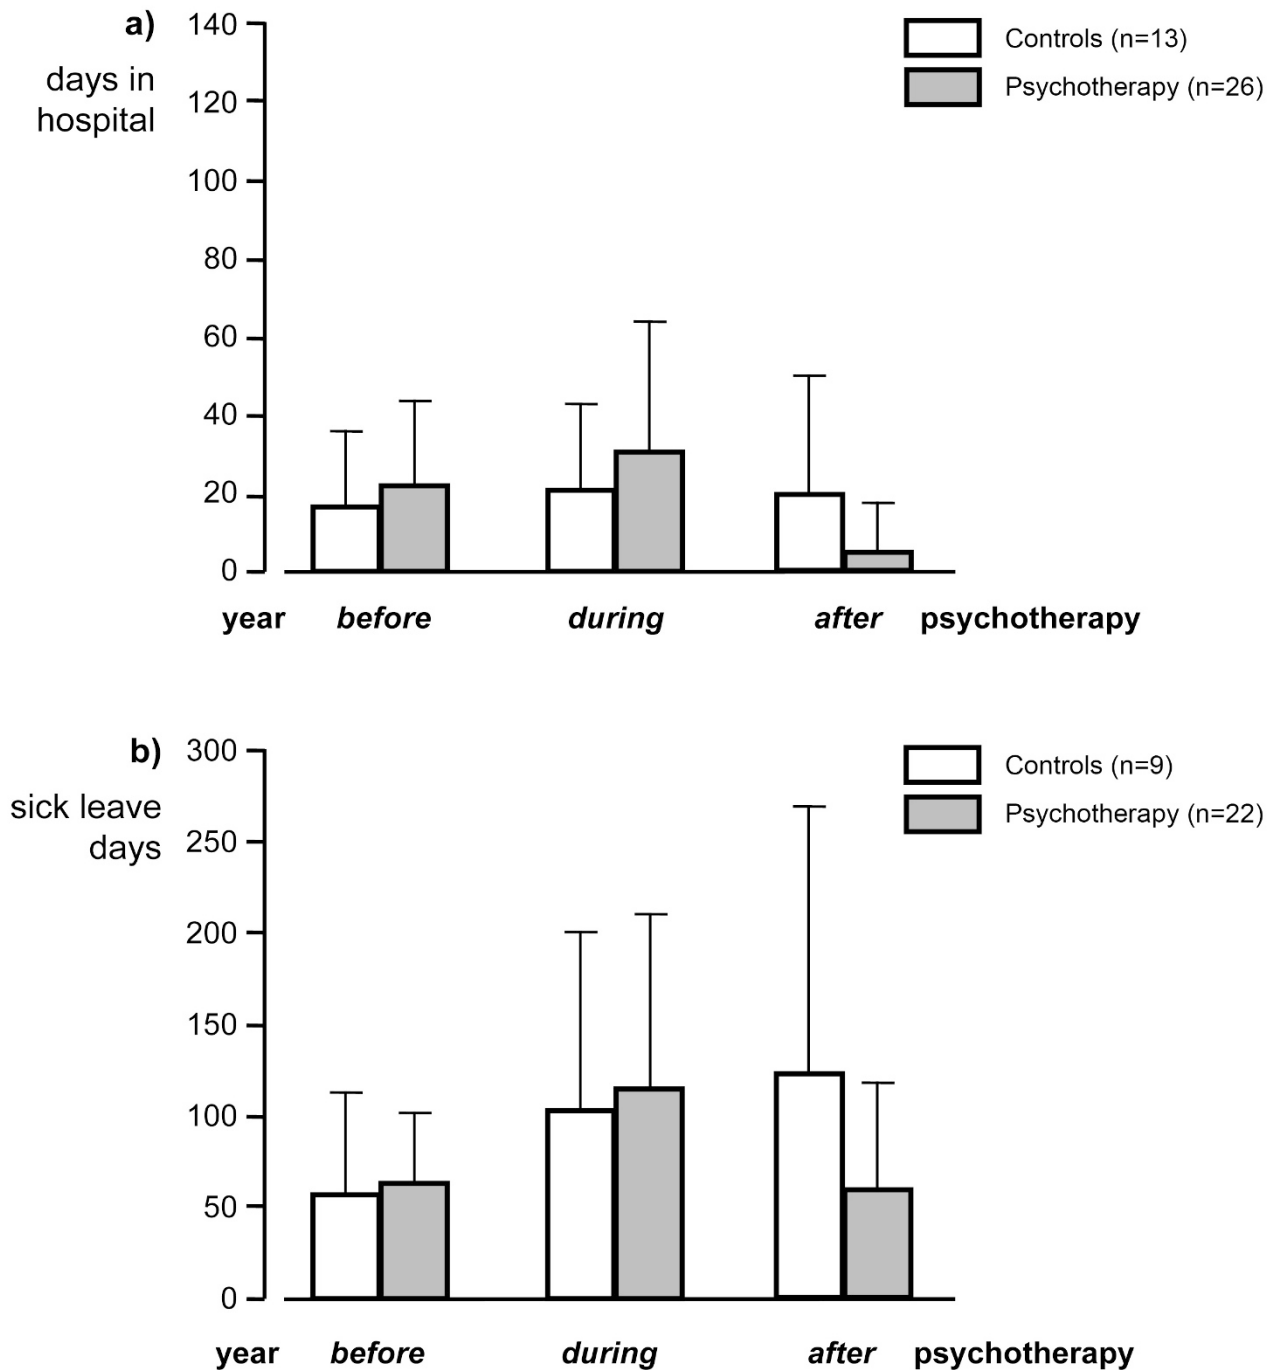 a)
days in
hospital
140
120
100
80
60
40
20
0
Controls (n=13)
Psychotherapy (n=26)
year before during after psychotherapy
b)
sick leave
days
300
250
200
150
100
50
0
Controls (n=9)
Psychotherapy (n=22)
year before during after psychotherapy